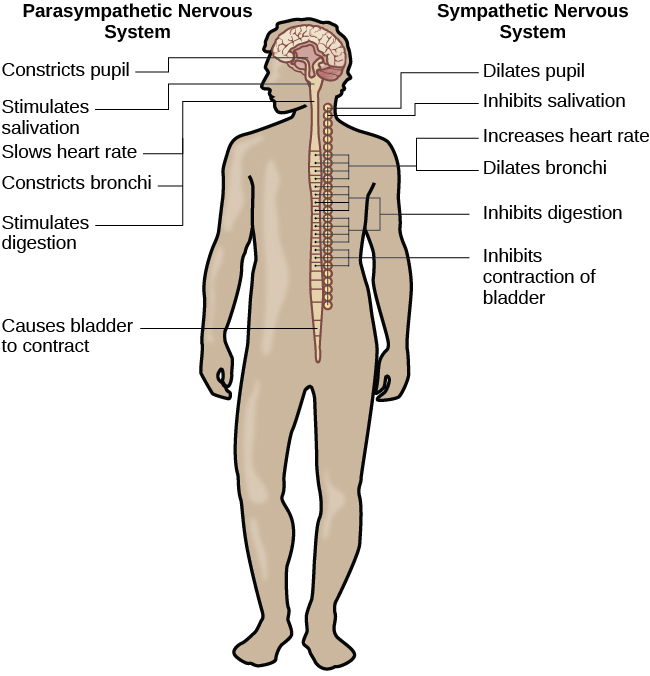 Parasympathetic Nervous
System
Constricts pupil
Stimulates
salivation
Slows heart rate
Constricts bronchi
Stimulates
digestion
Causes bladder
to contract
Sympathetic Nervous
System
Dilates pupil
Inhibits salivation
Increases heart rate
Dilates bronchi
Inhibits digestion
Inhibits
contraction of
bladder